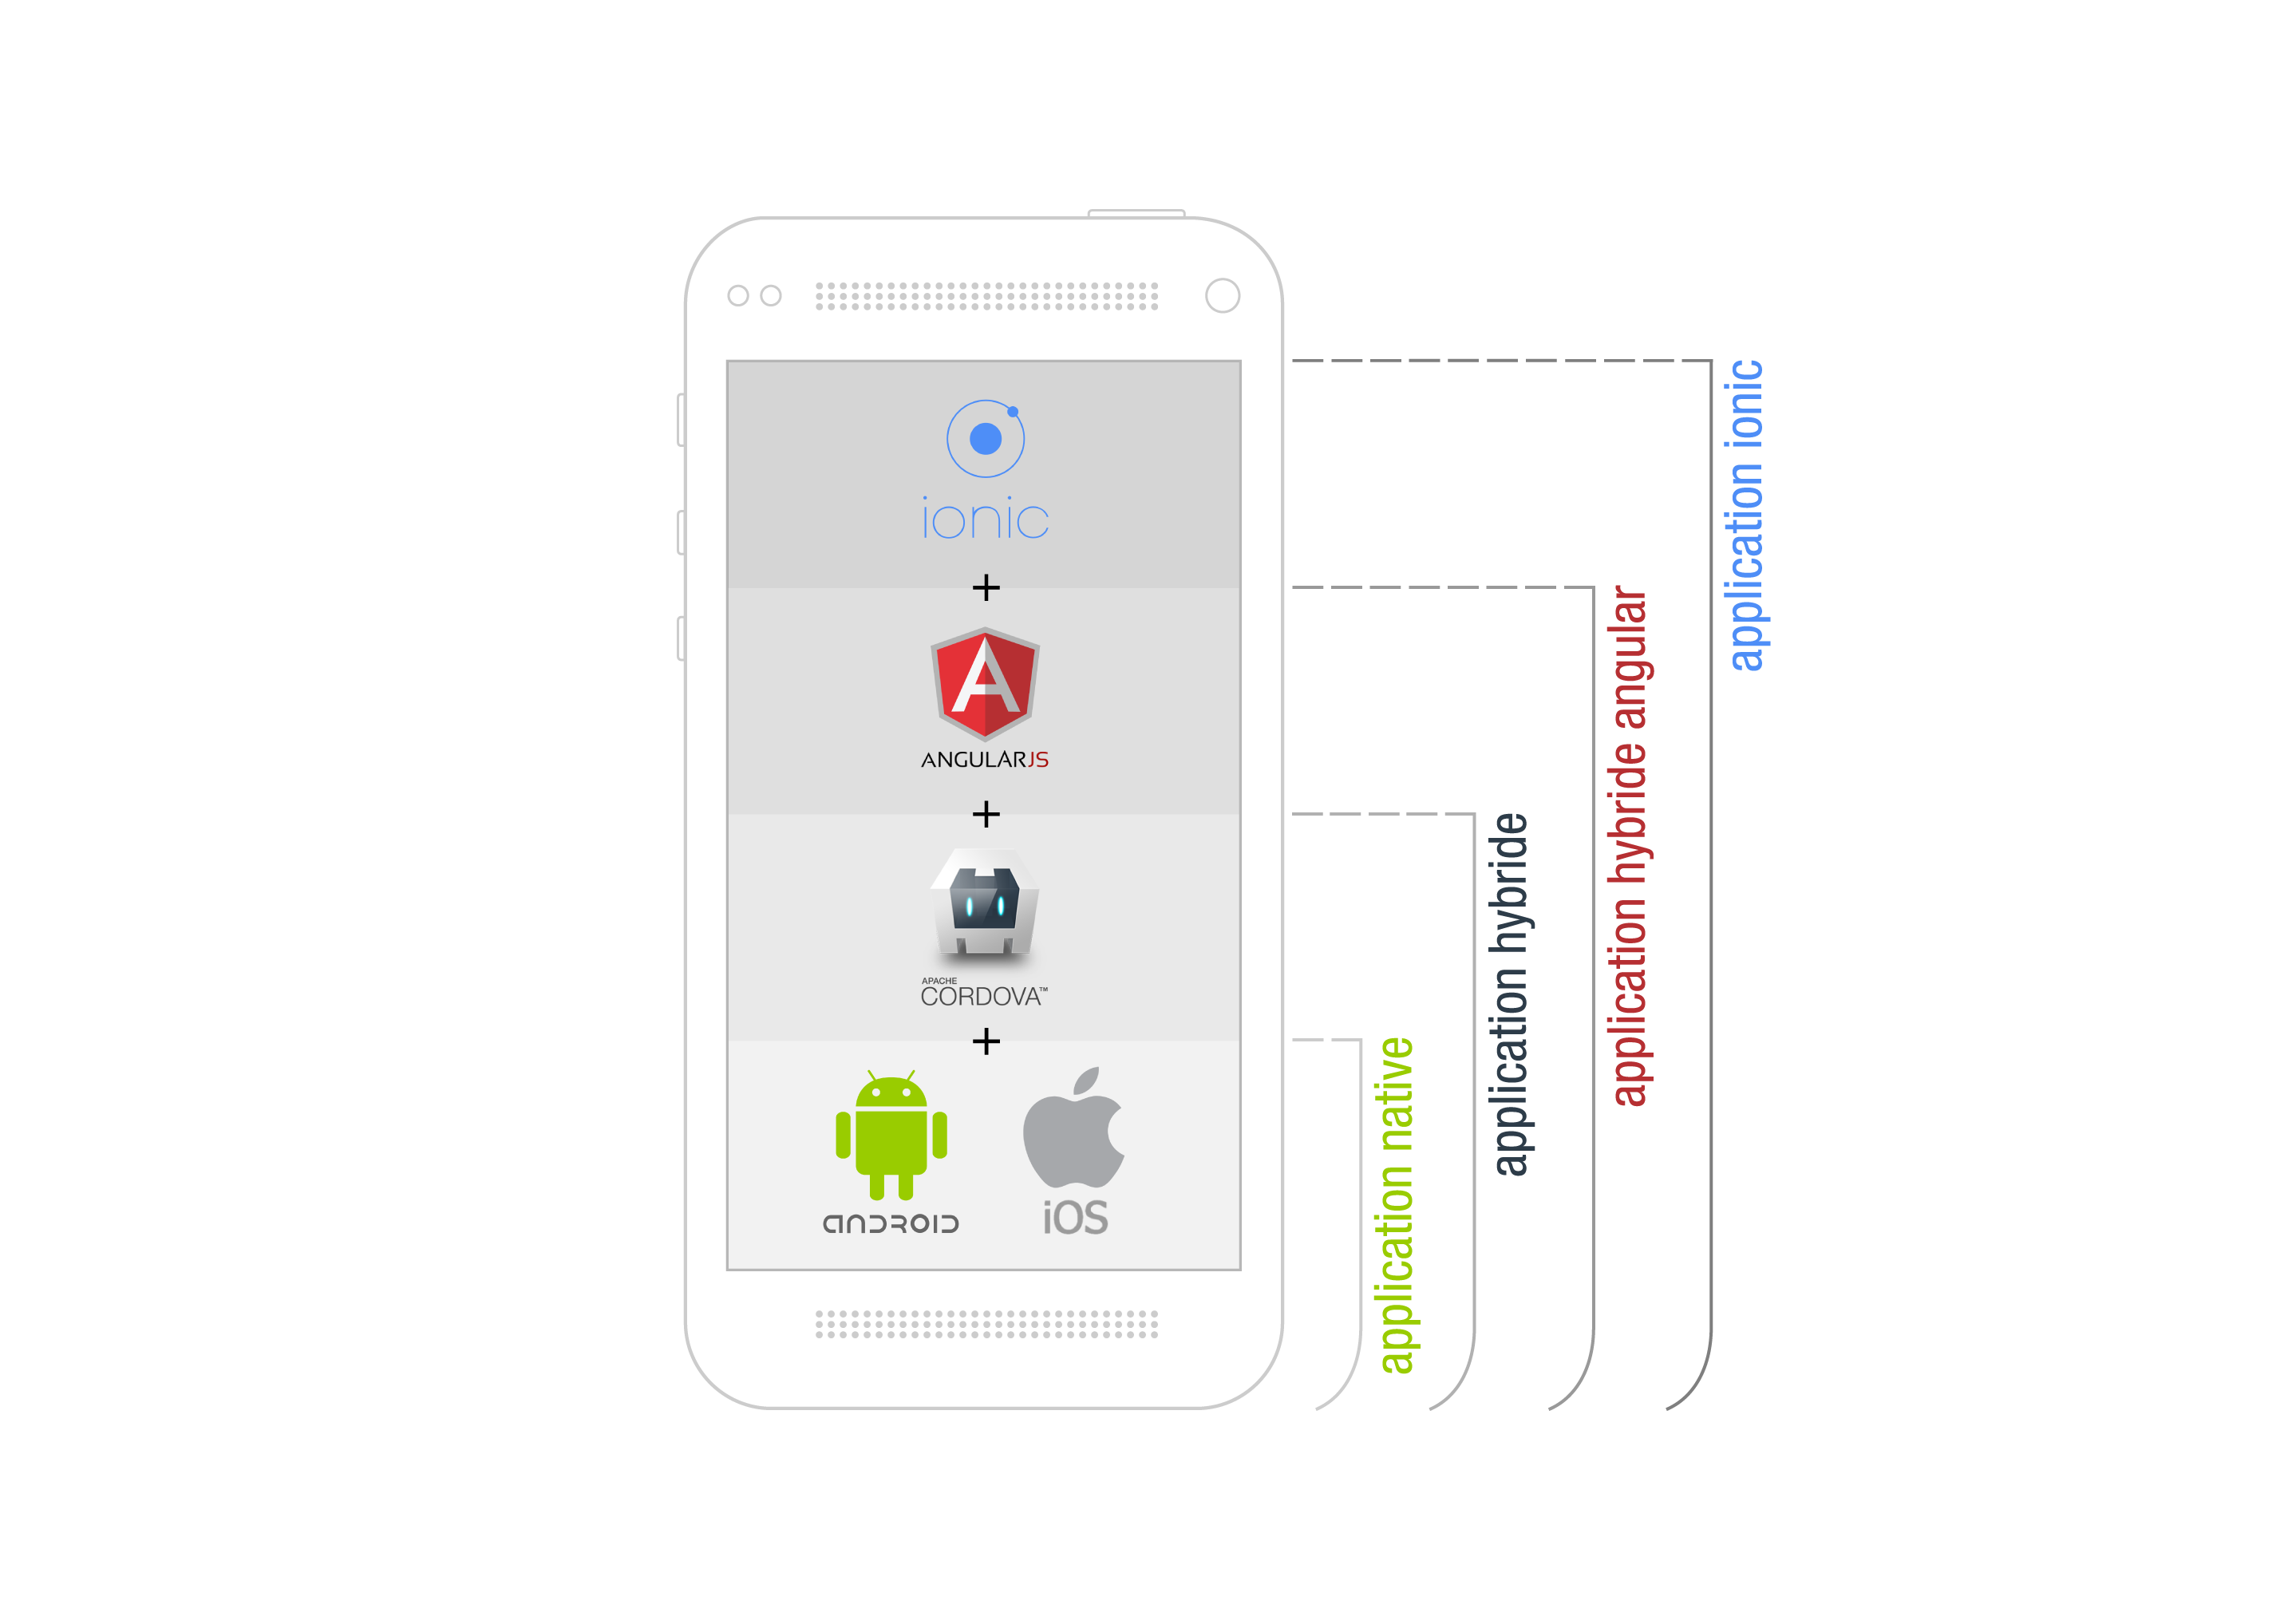 ionic
+
ANGULARJS
+
APACHE
CORDOVA™
+
ANDROID
iOS
application native
application hybride
application hybride angular
application ionic